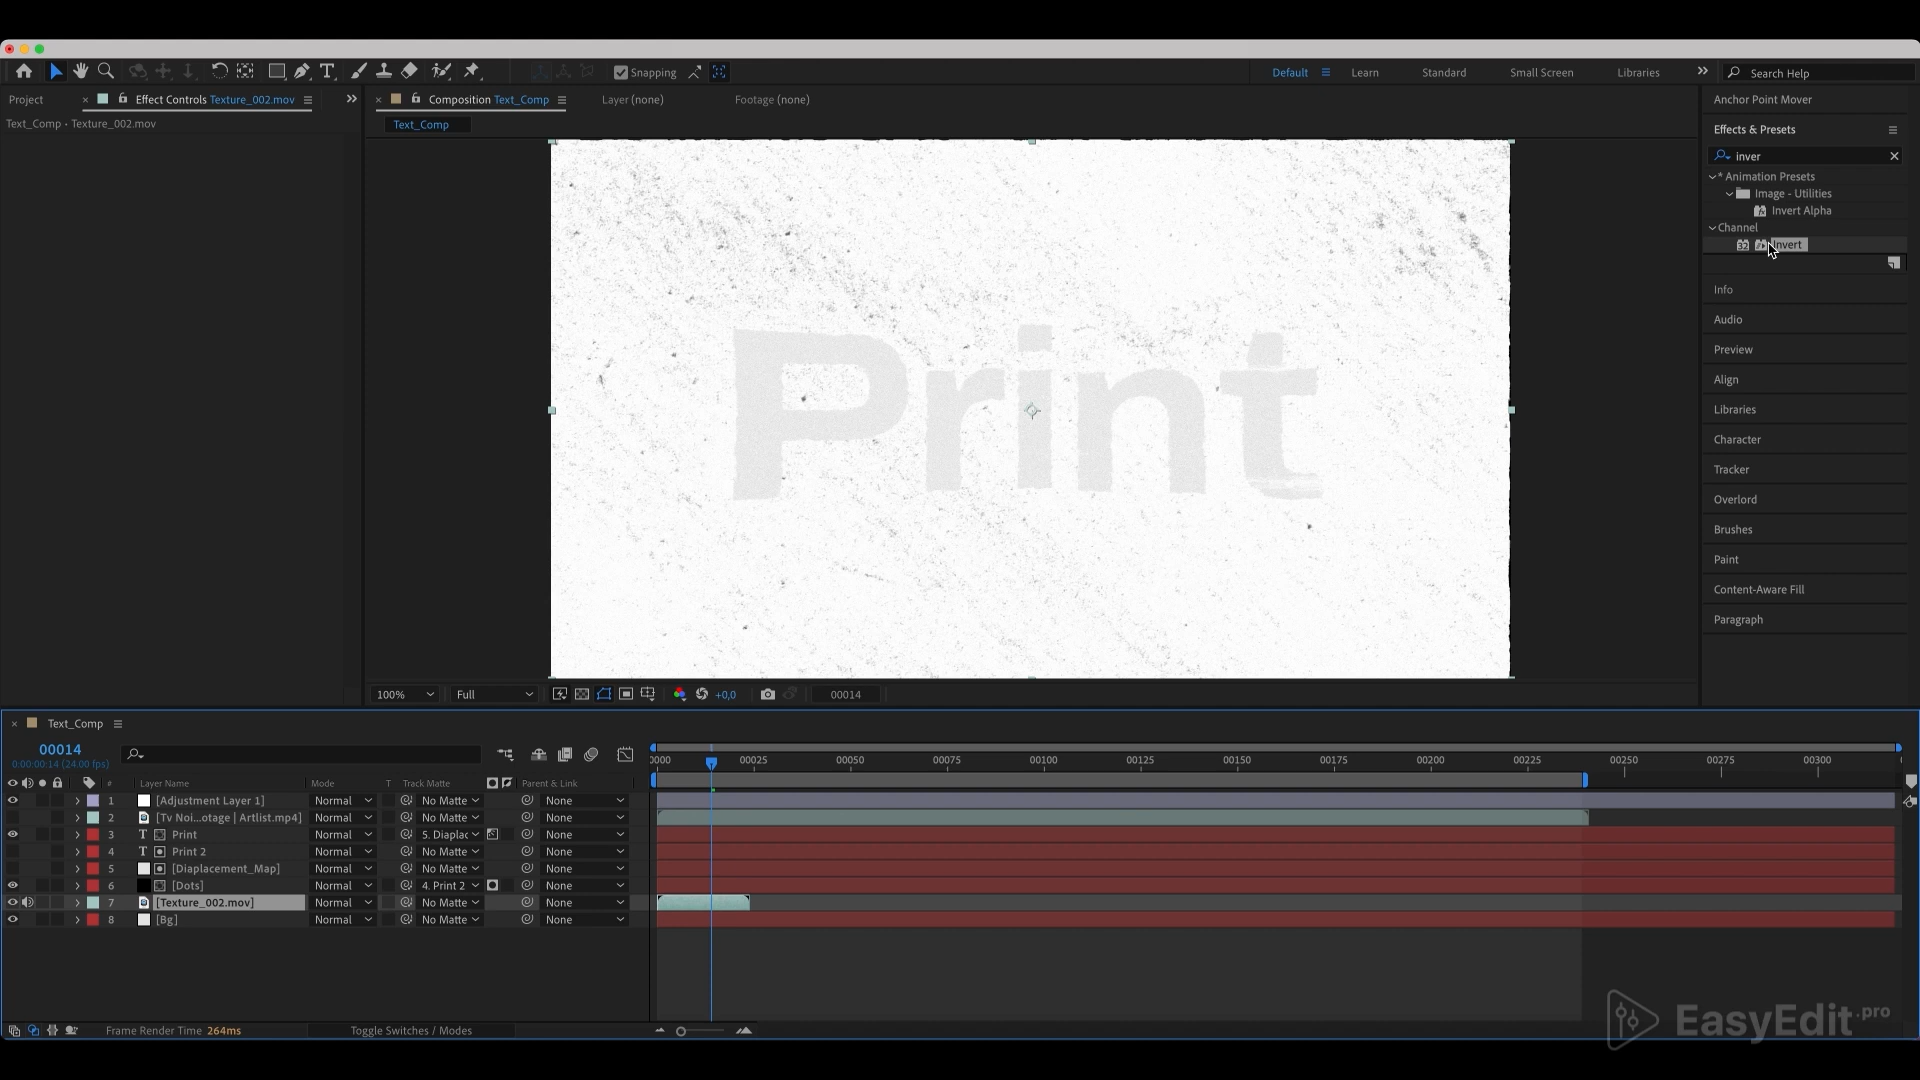 Snapping
Default
Learn
Standard
Small Screen
Libraries
Search Help
Project
Effect Controls Texture_002.mov
Composition Text_Comp
Layer (none)
Footage (none)
Anchor Point Mover
Text_Comp • Texture_002.mov
Text_Comp
Effects & Presets
inver
* Animation Presets
Image - Utilities
Invert Alpha
Channel
32
Invert
Info
Audio
Preview
Align
Libraries
Character
Tracker
Overlord
Brushes
Paint
Content-Aware Fill
Paragraph
Print
100%
Full
+0,0
00014
Text_Comp
00014
0:00:00:14 (24.00 fps)
0000
00025
00050
00075
00100
00125
00150
00175
00200
00225
00250
00275
00300
# Layer Name Mode T Track Matte Parent & Link
1 [Adjustment Layer 1] Normal No Matte None
2 [Tv Noi...otage | Artlist.mp4] Normal No Matte None
3 T Print Normal 5. Diaplac None
4 T Print 2 Normal No Matte None
5 [Diaplacement_Map] Normal No Matte None
6 [Dots] Normal 4. Print 2 None
7 [Texture_002.mov] Normal No Matte None
8 [Bg] Normal No Matte None
Frame Render Time 264ms
Toggle Switches / Modes
EasyEdit.pro